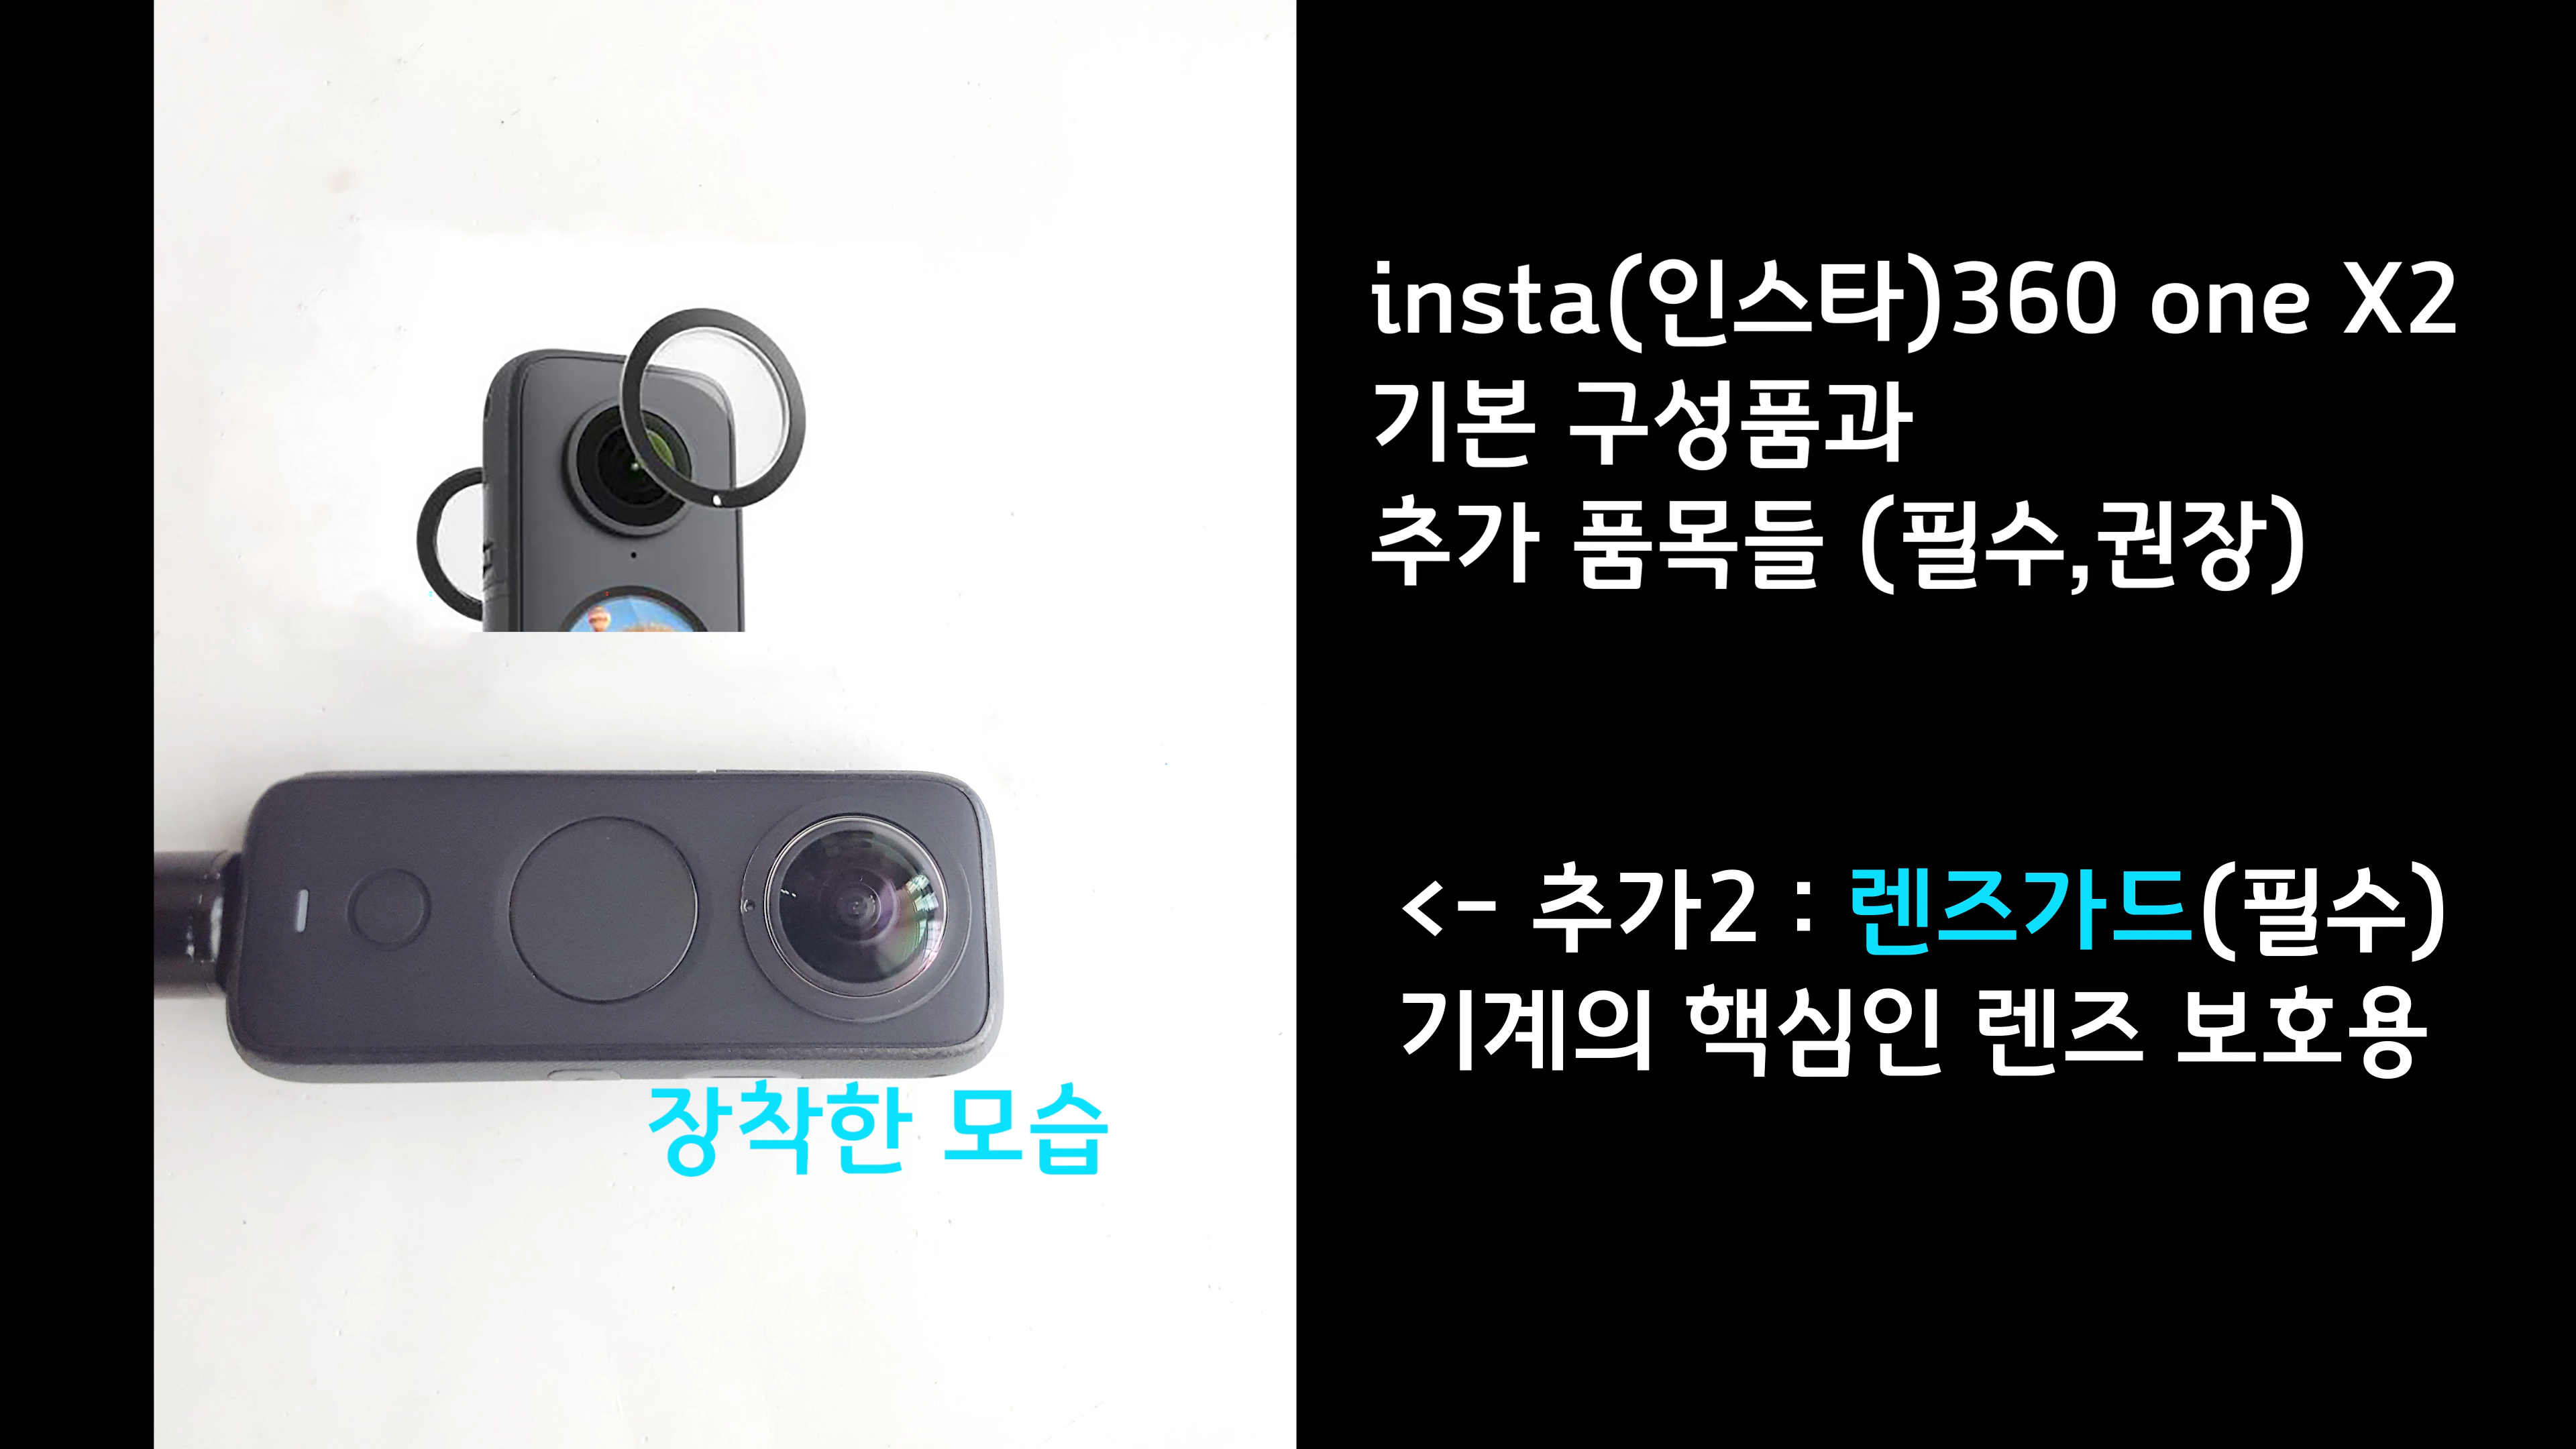 insta(인스타)360 one X2
기본 구성품과
추가 품목들 (필수,권장)
<- 추가2 : 렌즈가드(필수)
기계의 핵심인 렌즈 보호용
장착한 모습